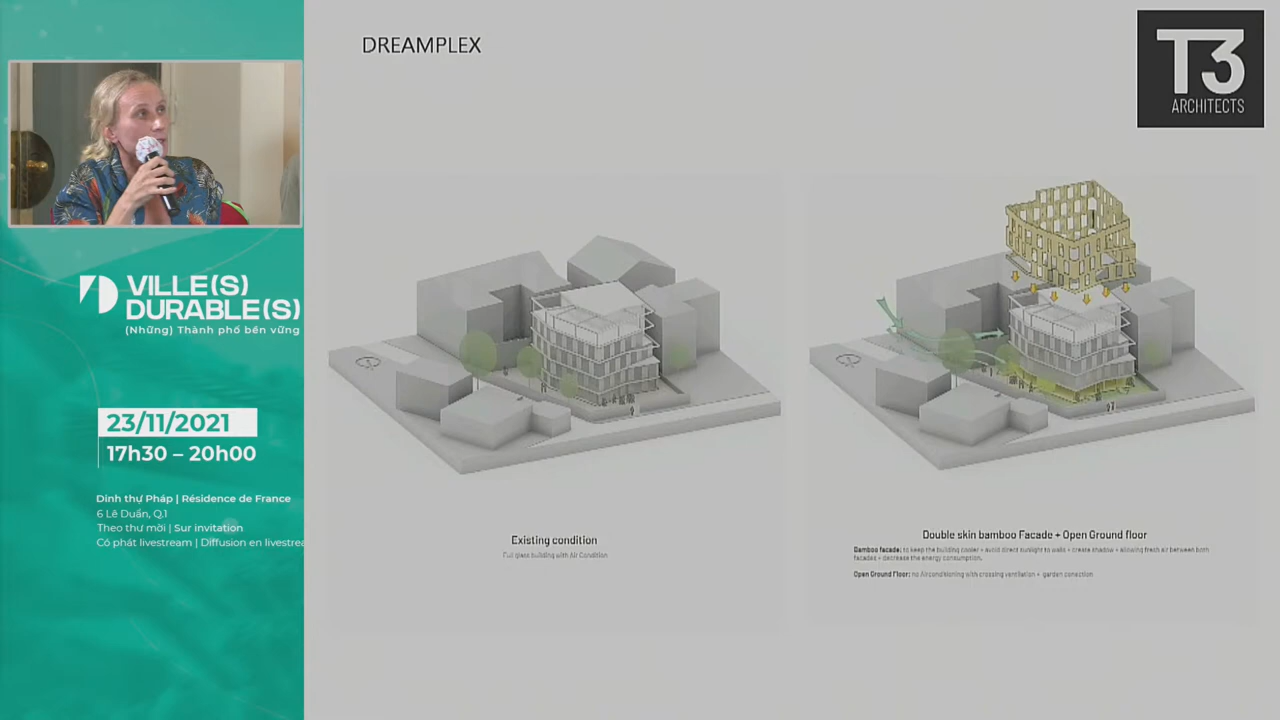 VILLE(S)
DURABLE(S)
(Những) Thành phố bền vững
23/11/2021
17h30 – 20h00
Dinh thự Pháp | Résidence de France
6 Lê Duẩn, Q.1
Theo thư mời | Sur invitation
Có phát livestream | Diffusion en livestrea
DREAMPLEX
T3
ARCHITECTS
Existing condition
Full glass building with Air Condition
Double skin bamboo Facade + Open Ground floor
Bamboo facade: to keep the building cooler + avoid direct sunlight to walls + create shadow + allowing fresh air between both
facades + decrease the energy consumption.
Open Ground Floor: no Airconditioning with crossing ventilation + garden conection